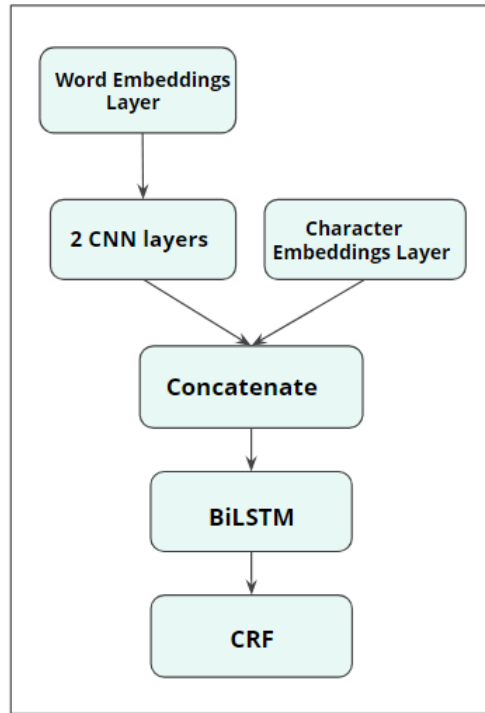 Word Embeddings
Layer
2 CNN layers
Character
Embeddings Layer
Concatenate
BiLSTM
CRF